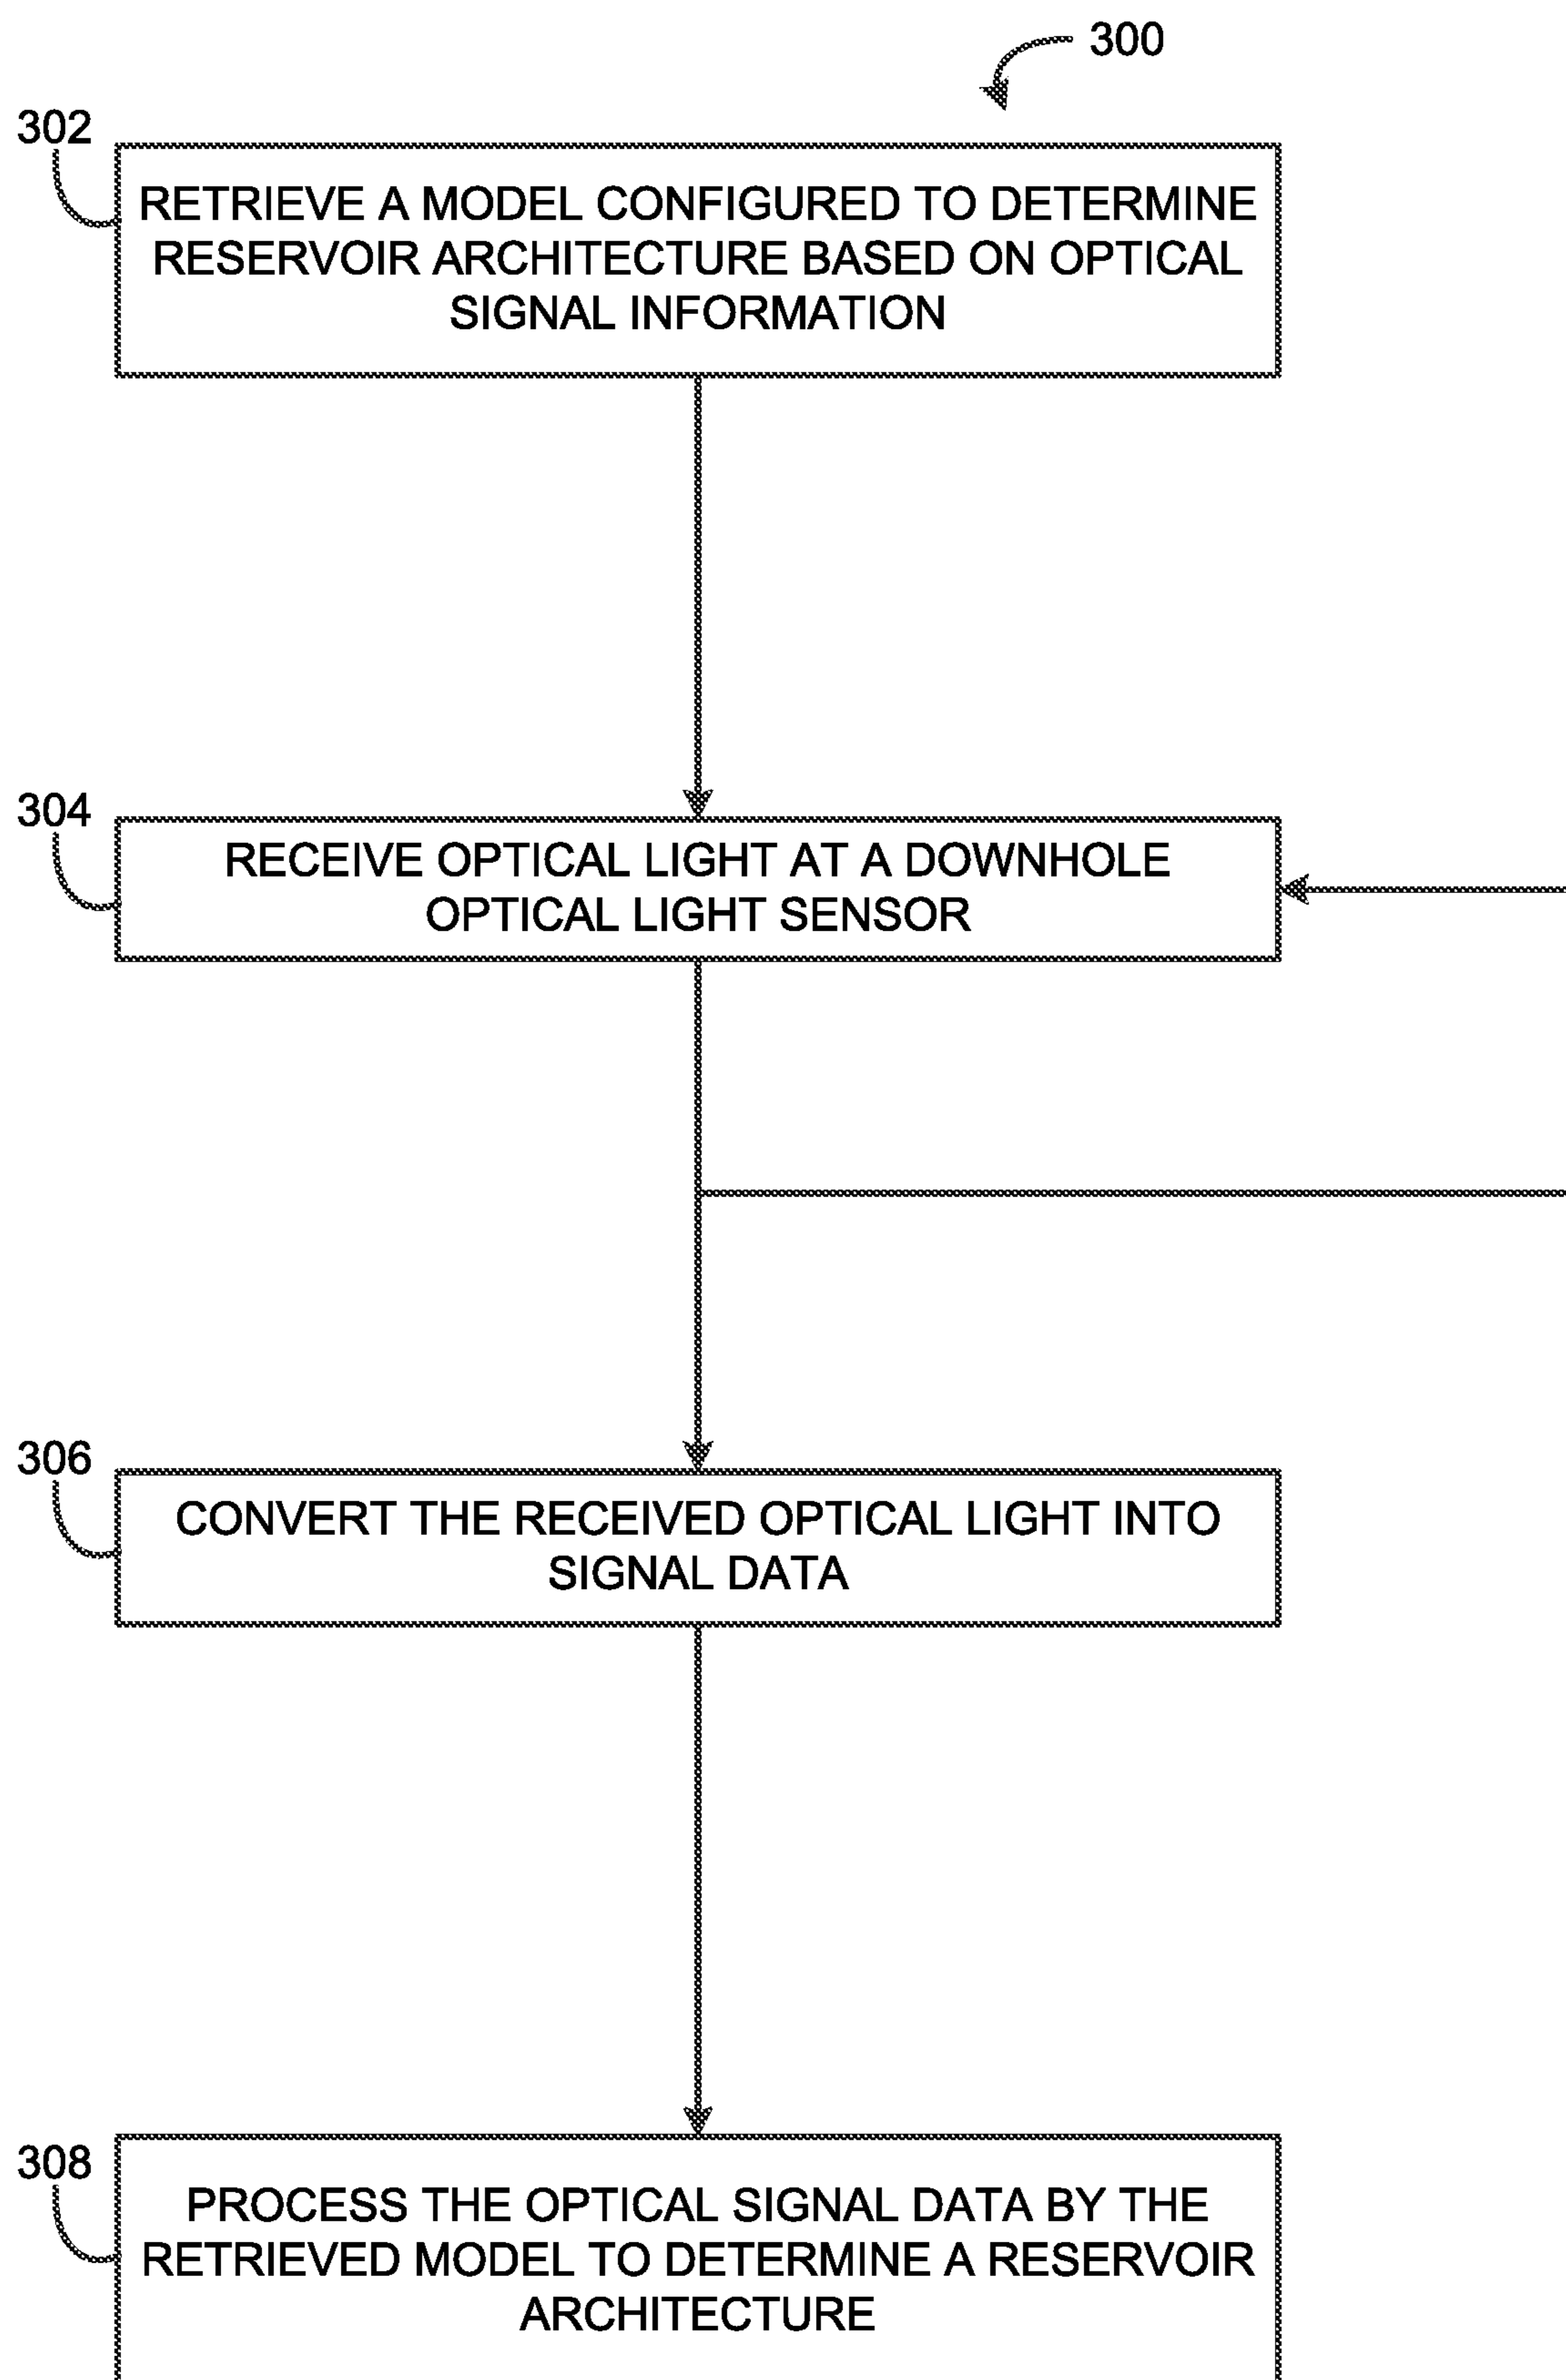 300
302
RETRIEVE A MODEL CONFIGURED TO DETERMINE
RESERVOIR ARCHITECTURE BASED ON OPTICAL
SIGNAL INFORMATION
304
RECEIVE OPTICAL LIGHT AT A DOWNHOLE
OPTICAL LIGHT SENSOR
306
CONVERT THE RECEIVED OPTICAL LIGHT INTO
SIGNAL DATA
308
PROCESS THE OPTICAL SIGNAL DATA BY THE
RETRIEVED MODEL TO DETERMINE A RESERVOIR
ARCHITECTURE